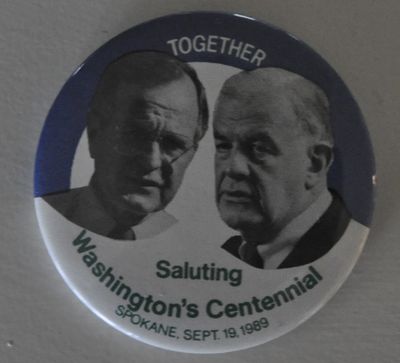 TOGETHER
Saluting
Washington's Centennial
SPOKANE, SEPT. 19, 1989